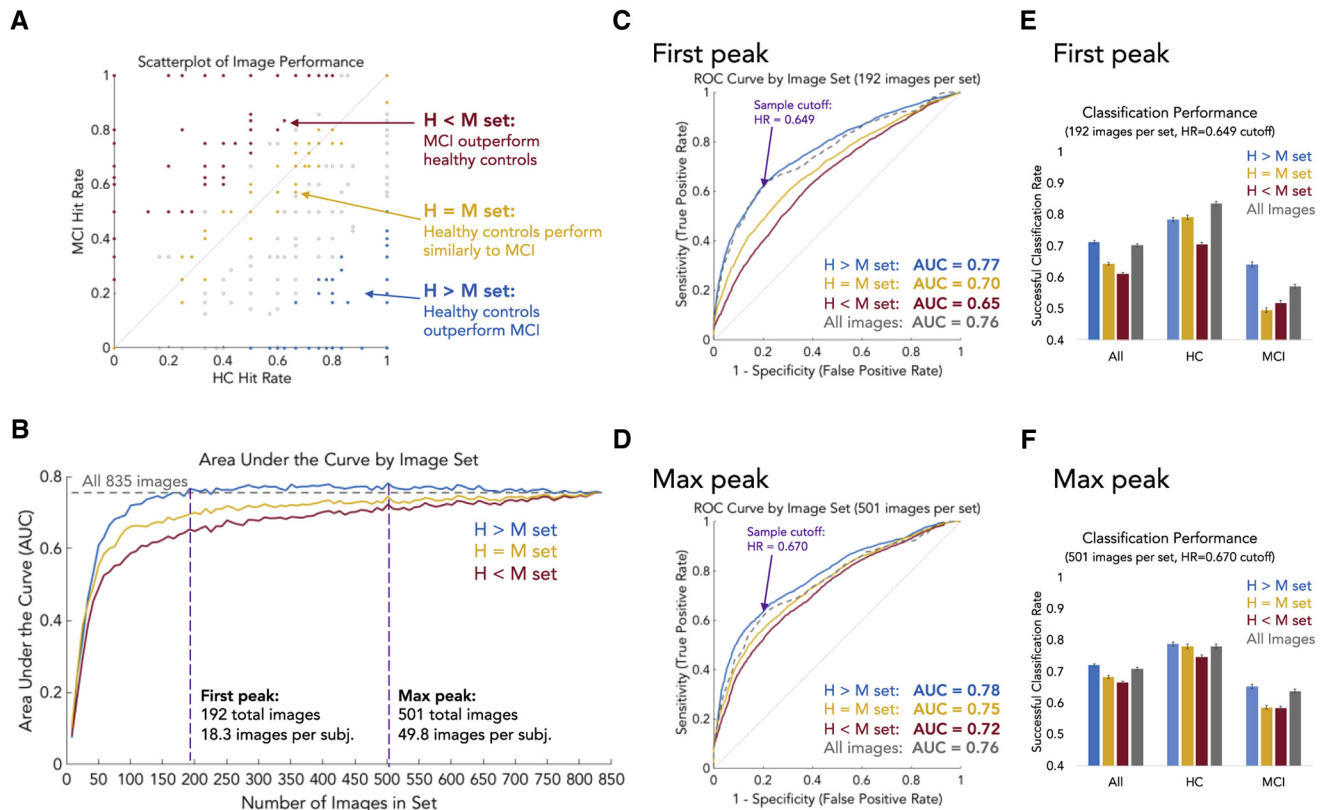 A
Scatterplot of Image Performance
MCI Hit Rate
1
0.8
0.6
0.4
0.2
0
0
0.2
0.4
0.6
0.8
1
HC Hit Rate
H < M set:
MCI outperform
healthy controls
H = M set:
Healthy controls perform
similarly to MCI
H > M set:
Healthy controls
outperform MCI
B
Area Under the Curve by Image Set
All 835 images
Area Under the Curve (AUC)
0.8
0.6
0.4
0.2
0
H > M set
H = M set
H < M set
First peak:
192 total images
18.3 images per subj.
Max peak:
501 total images
49.8 images per subj.
0 50 100 150 200 250 300 350 400 450 500 550 600 650 700 750 800 850
Number of Images in Set
C
First peak
ROC Curve by Image Set (192 images per set)
Sample cutoff:
HR = 0.649
Sensitivity (True Positive Rate)
1
0.8
0.6
0.4
0.2
0
H > M set: AUC = 0.77
H = M set: AUC = 0.70
H < M set: AUC = 0.65
All images: AUC = 0.76
0 0.2 0.4 0.6 0.8 1
1 - Specificity (False Positive Rate)
D
Max peak
ROC Curve by Image Set (501 images per set)
Sample cutoff:
HR = 0.670
Sensitivity (True Positive Rate)
1
0.8
0.6
0.4
0.2
0
H > M set: AUC = 0.78
H = M set: AUC = 0.75
H < M set: AUC = 0.72
All images: AUC = 0.76
0 0.2 0.4 0.6 0.8 1
1 - Specificity (False Positive Rate)
E
First peak
Classification Performance
(192 images per set, HR=0.649 cutoff)
Successful Classification Rate
1
0.9
0.8
0.7
0.6
0.5
0.4
H > M set
H = M set
H < M set
All Images
All HC MCI
F
Max peak
Classification Performance
(501 images per set, HR=0.670 cutoff)
Successful Classification Rate
1
0.9
0.8
0.7
0.6
0.5
0.4
H > M set
H = M set
H < M set
All Images
All HC MCI